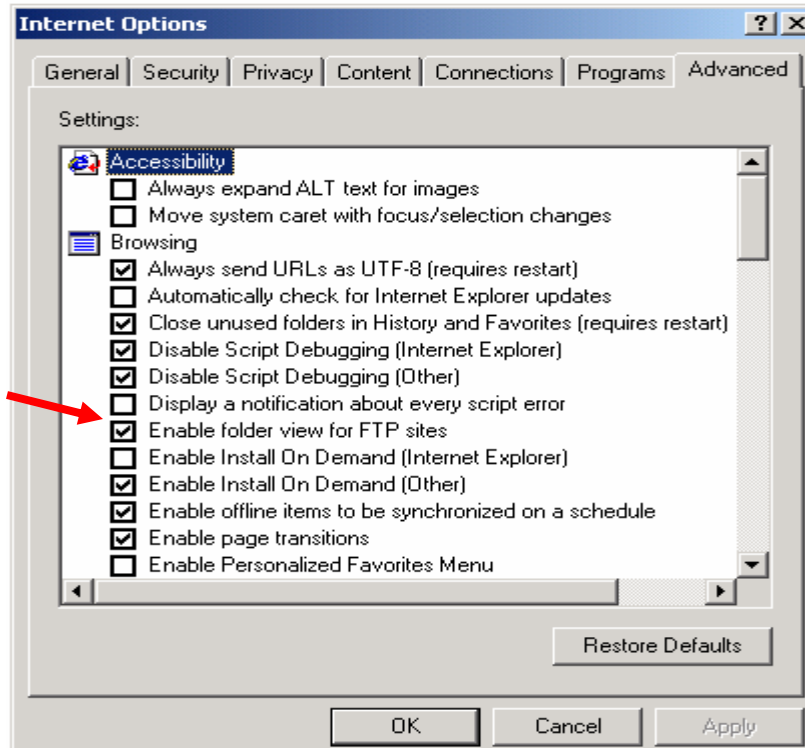 Internet Options
General Security Privacy Content Connections Programs Advanced
Settings:
Accessibility
Always expand ALT text for images
Move system caret with focus/selection changes
Browsing
Always send URLs as UTF-8 (requires restart)
Automatically check for Internet Explorer updates
Close unused folders in History and Favorites (requires restart)
Disable Script Debugging (Internet Explorer)
Disable Script Debugging (Other)
Display a notification about every script error
Enable folder view for FTP sites
Enable Install On Demand (Internet Explorer)
Enable Install On Demand (Other)
Enable offline items to be synchronized on a schedule
Enable page transitions
Enable Personalized Favorites Menu
Restore Defaults
OK Cancel Apply